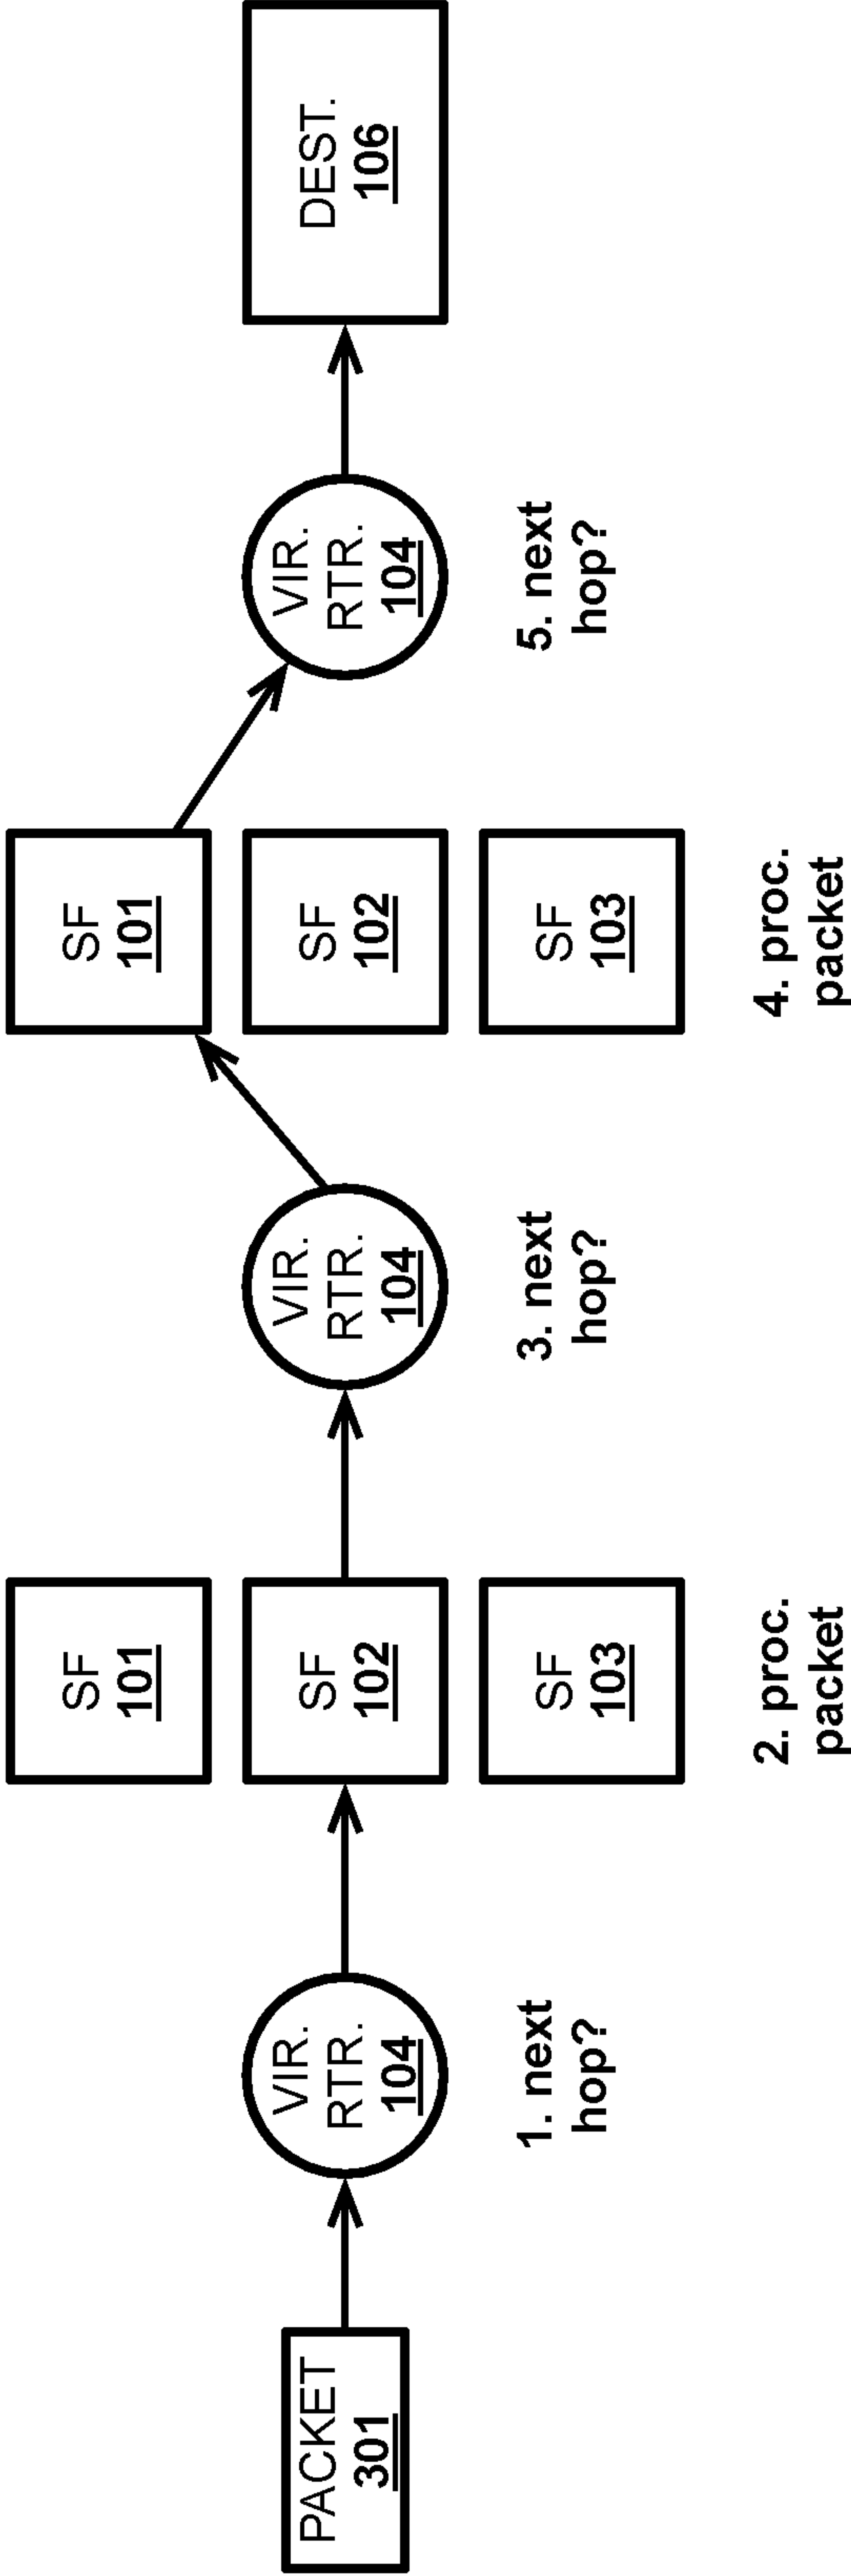 PACKET
301
VIR.
RTR.
104
1. next
hop?
SF
101
SF
102
SF
103
2. proc.
packet
VIR.
RTR.
104
3. next
hop?
SF
101
SF
102
SF
103
4. proc.
packet
VIR.
RTR.
104
5. next
hop?
DEST.
106